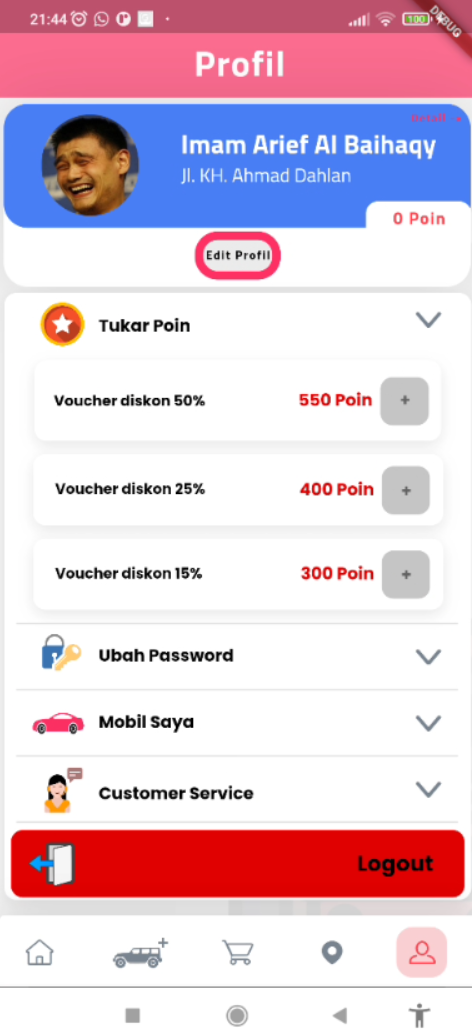 21:44
100
DEBUG
Profil
Detail
Imam Arief Al Baihaqy
Jl. KH. Ahmad Dahlan
0 Poin
Edit Profil
Tukar Poin
Voucher diskon 50% 550 Poin +
Voucher diskon 25% 400 Poin +
Voucher diskon 15% 300 Poin +
Ubah Password
Mobil Saya
Customer Service
Logout